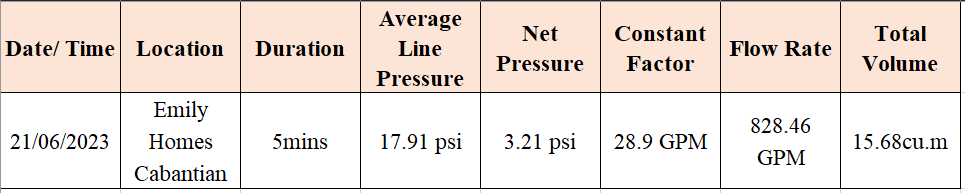 Date/ Time Location Duration Average Line Pressure Net Pressure Constant Factor Flow Rate Total Volume
21/06/2023 Emily Homes Cabantian 5mins 17.91 psi 3.21 psi 28.9 GPM 828.46 GPM 15.68cu.m